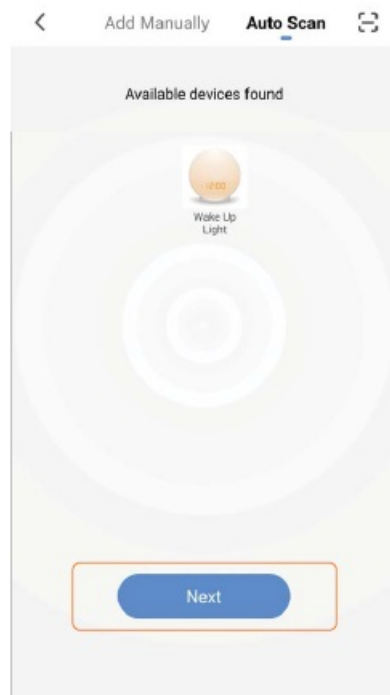 Add Manually Auto Scan
Available devices found
12:00
Wake Up
Light
Next